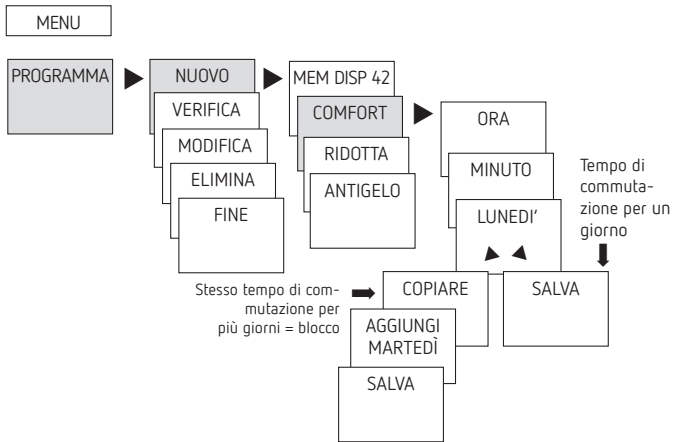 MENU
PROGRAMMA
NUOVO
VERIFICA
MODIFICA
ELIMINA
FINE
MEM DISP 42
COMFORT
RIDOTTA
ANTIGELO
ORA
MINUTO
LUNEDI’
Tempo di
commuta-
zione per un
giorno
Stesso tempo di com-
mutazione per
più giorni = blocco
COPIARE
AGGIUNGI
MARTEDÌ
SALVA
SALVA